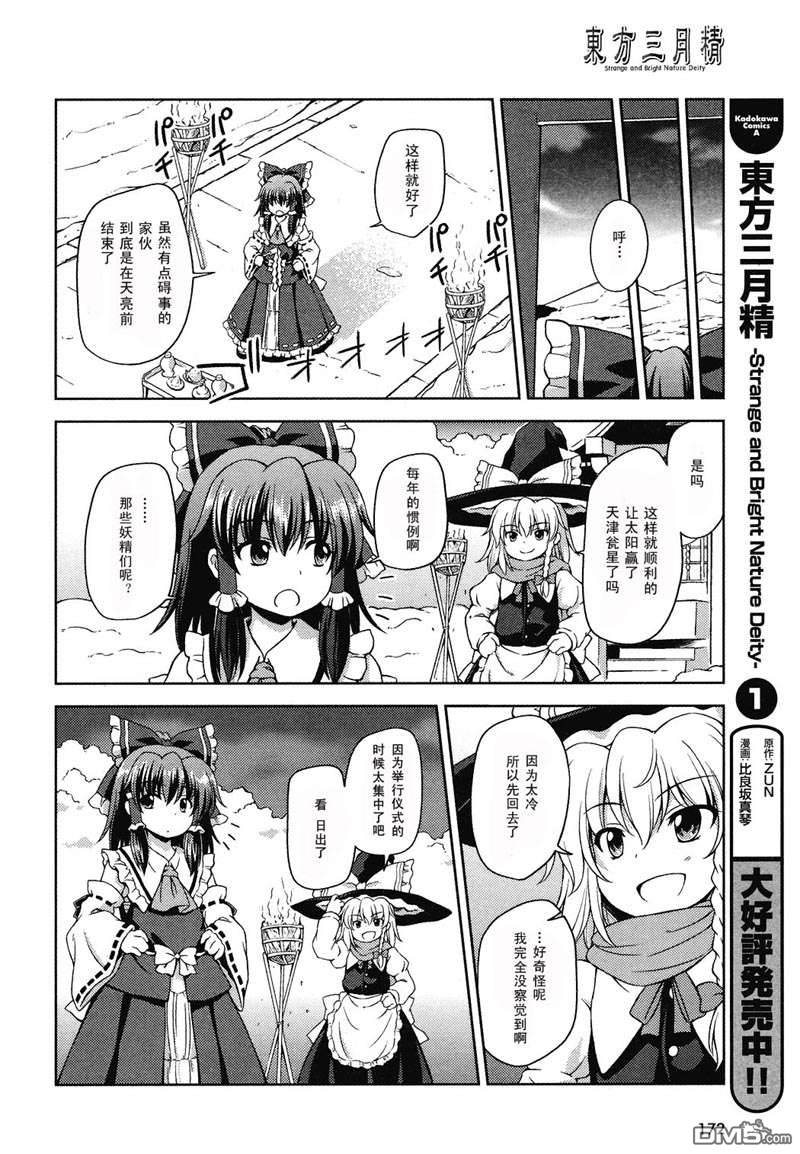 東方三月精
Strange and Bright Nature Deity
呼…
这样就好了
虽然有点碍事的
家伙
到底是在天亮前
结束了
パチ
パチ
パチ
パチ
オオオ
オオオ
是吗
这样就顺利的
让太阳赢了
天津瓮星了吗
每年的惯例啊
……
那些妖精们呢？
因为太冷
所以先回去了
…好奇怪呢
我完全没察觉到啊
因为举行仪式的
时候太集中了吧
看 日出了
Kadokawa
Comics
A
東方三月精
-Strange and Bright Nature Deity-
1
原作：ZUN
漫画：比良坂真琴
大好評発売中!!
172
DM5.com